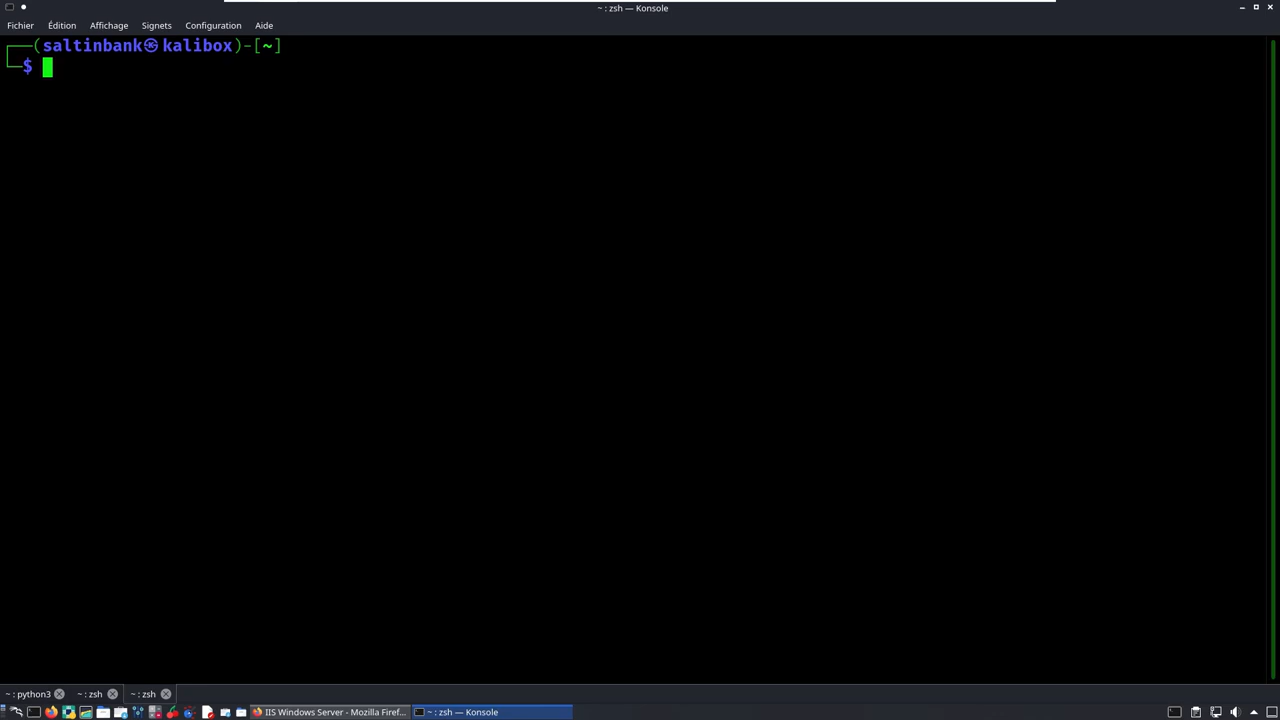 ~ : zsh — Konsole
Fichier Édition Affichage Signets Configuration Aide
┌──(saltinbank㉿kalibox)-[~]
└─$
~ : python3 ~ : zsh ~ : zsh
IIS Windows Server - Mozilla Firef... ~ : zsh — Konsole